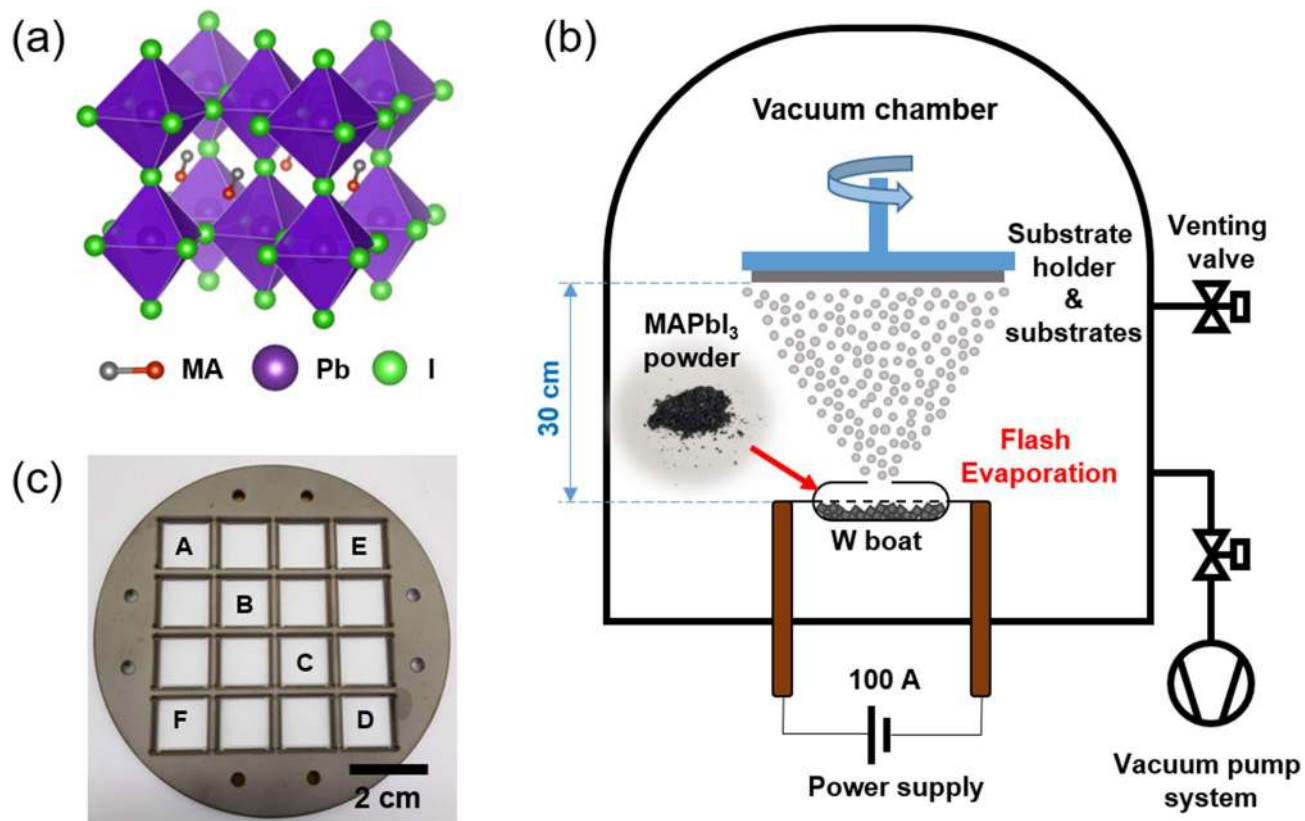 (a)
MA Pb I
(b)
Vacuum chamber
Substrate
holder
&
substrates
Venting
valve
MAPbI₃
powder
30 cm
Flash
Evaporation
W boat
100 A
Power supply
Vacuum pump
system
(c)
A E
B
C
F D
2 cm